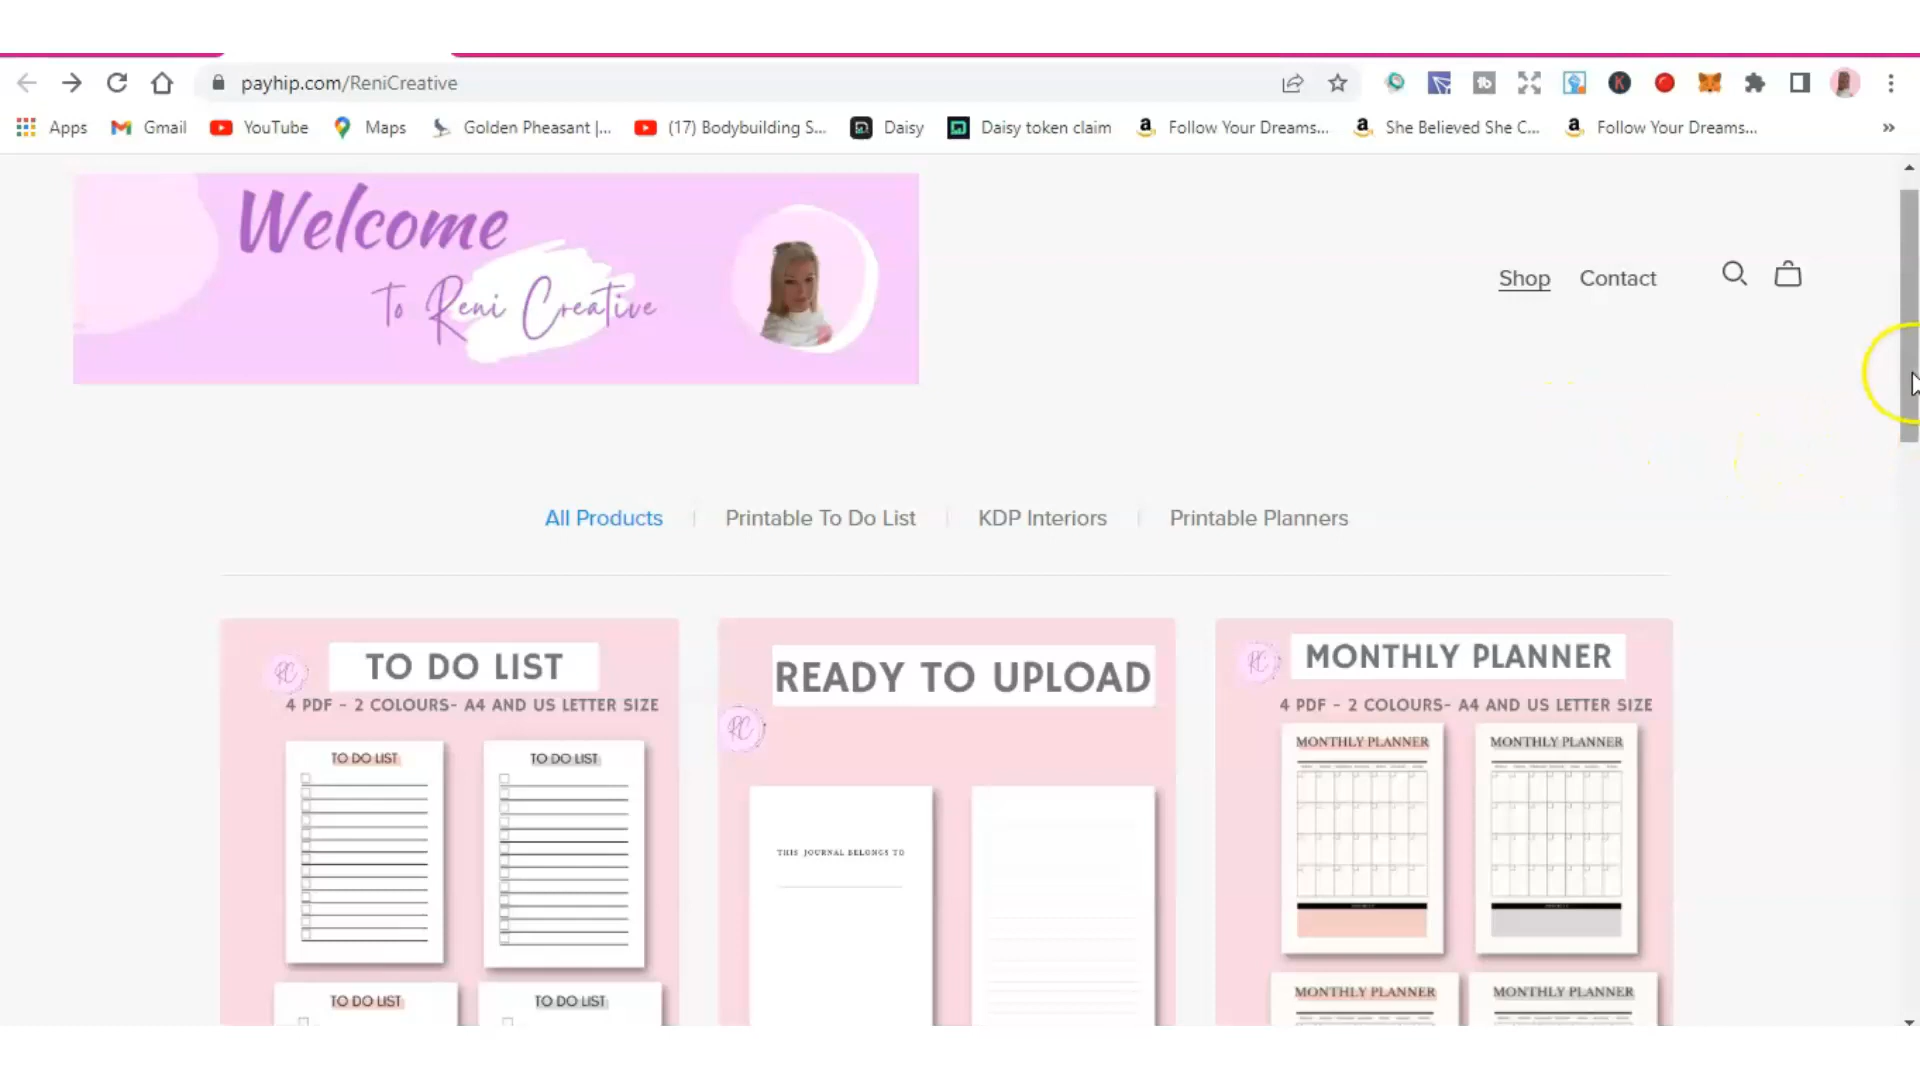 payhip.com/ReniCreative
Apps Gmail YouTube Maps Golden Pheasant |... (17) Bodybuilding S... Daisy Daisy token claim Follow Your Dreams... She Believed She C... Follow Your Dreams... »
Welcome
To Reni Creative
Shop Contact
All Products Printable To Do List KDP Interiors Printable Planners
RC TO DO LIST
4 PDF - 2 COLOURS- A4 AND US LETTER SIZE
TO DO LIST TO DO LIST
TO DO LIST TO DO LIST
READY TO UPLOAD
RC
THIS JOURNAL BELONGS TO
RC MONTHLY PLANNER
4 PDF - 2 COLOURS- A4 AND US LETTER SIZE
MONTHLY PLANNER MONTHLY PLANNER
MONTHLY PLANNER MONTHLY PLANNER